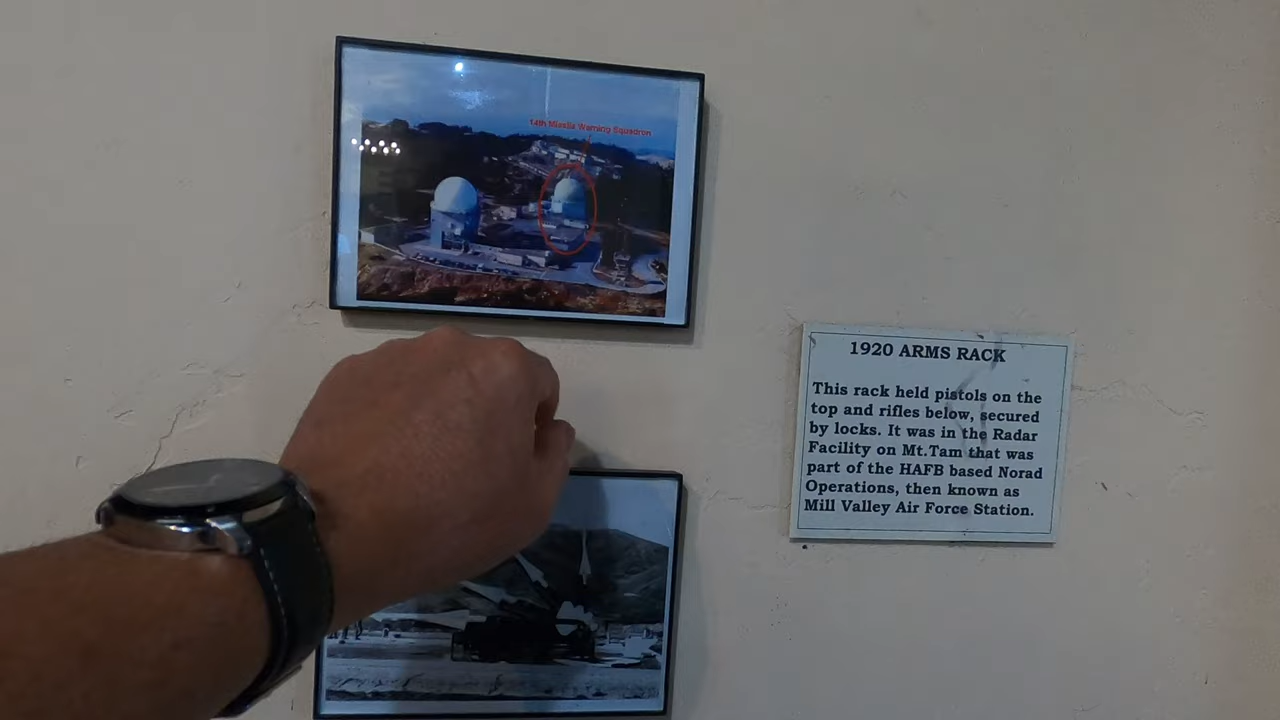 14th Missile Warning Squadron
1920 ARMS RACK
This rack held pistols on the
top and rifles below, secured
by locks. It was in the Radar
Facility on Mt.Tam that was
part of the HAFB based Norad
Operations, then known as
Mill Valley Air Force Station.